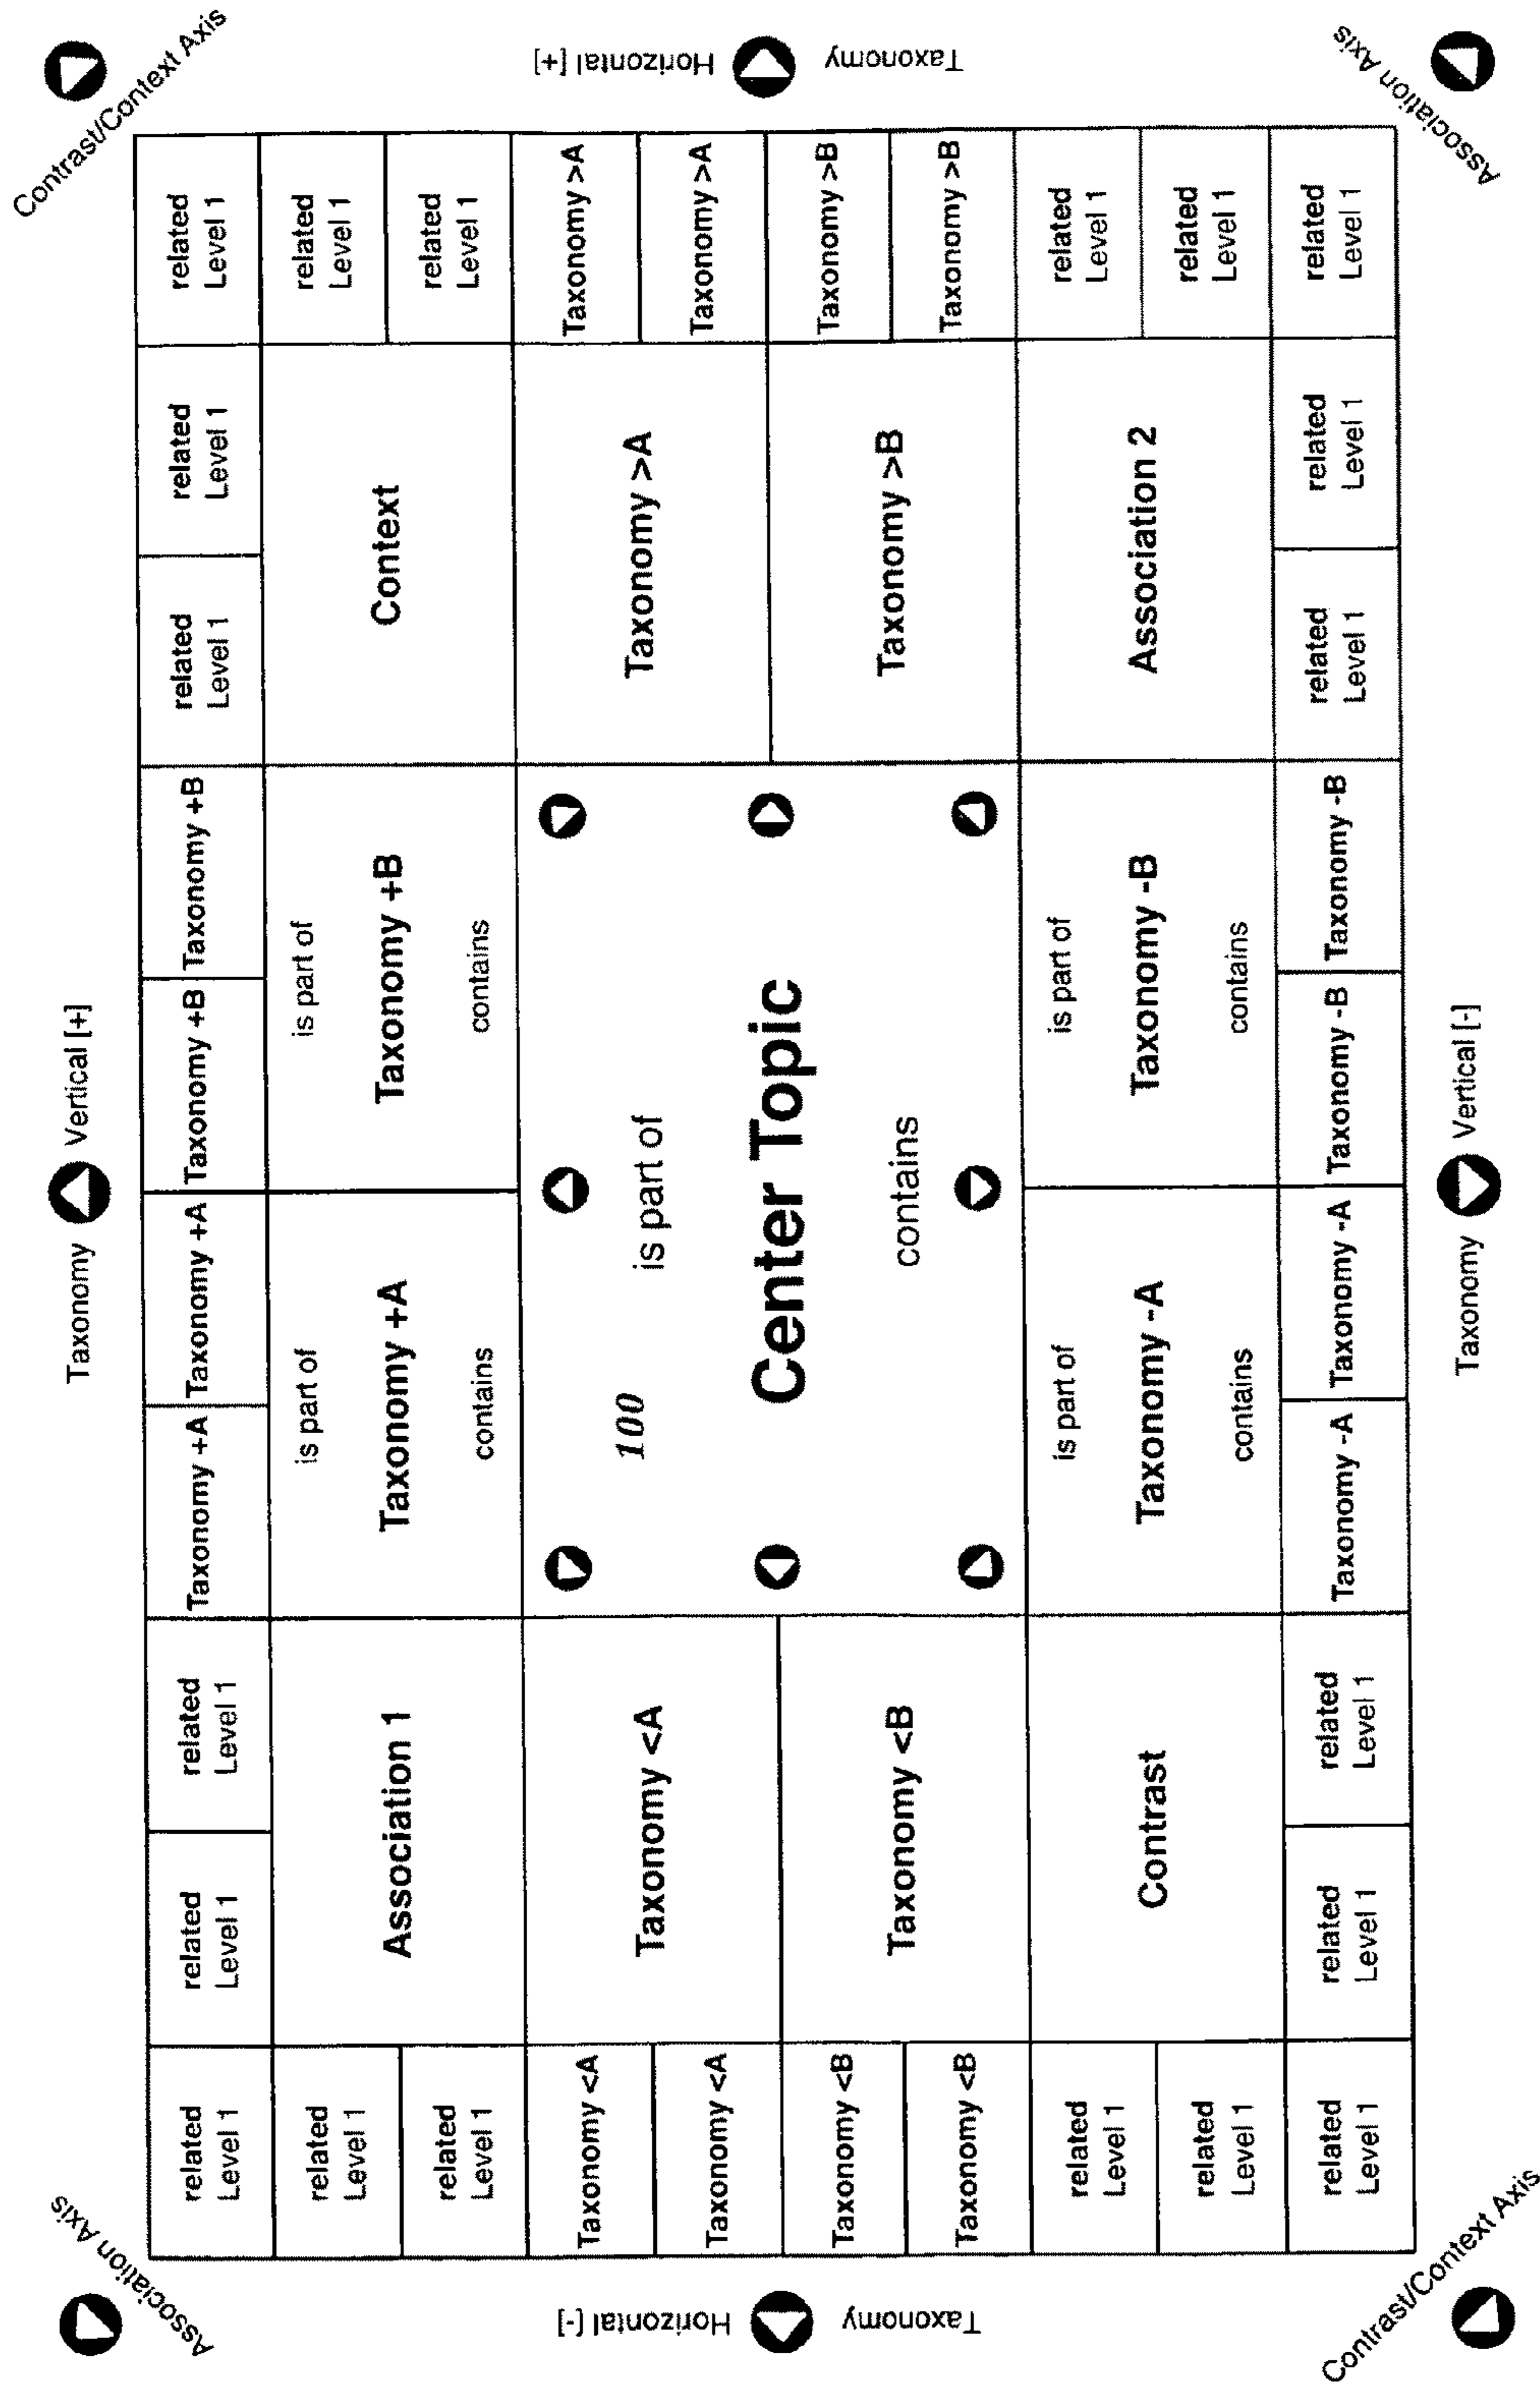 Association Axis
Taxonomy Vertical [+]
Contrast/Context Axis
related
Level 1
related
Level 1
related
Level 1
Taxonomy +A
Taxonomy +A
Taxonomy +B
Taxonomy +B
related
Level 1
related
Level 1
related
Level 1
related
Level 1
related
Level 1
Association 1
is part of
Taxonomy +A
contains
is part of
Taxonomy +B
contains
Context
related
Level 1
related
Level 1
Horizontal [-]
Taxonomy
Taxonomy <A
Taxonomy <A
Taxonomy <B
Taxonomy <B
Taxonomy <A
Taxonomy <B
100
is part of
Center Topic
contains
Taxonomy >A
Taxonomy >B
Taxonomy >A
Taxonomy >A
Taxonomy >B
Taxonomy >B
Horizontal [+]
Taxonomy
related
Level 1
related
Level 1
Contrast
is part of
Taxonomy -A
contains
is part of
Taxonomy -B
contains
Association 2
related
Level 1
related
Level 1
related
Level 1
related
Level 1
related
Level 1
Taxonomy -A
Taxonomy -A
Taxonomy -B
Taxonomy -B
related
Level 1
related
Level 1
related
Level 1
Contrast/Context Axis
Taxonomy Vertical [-]
Association Axis